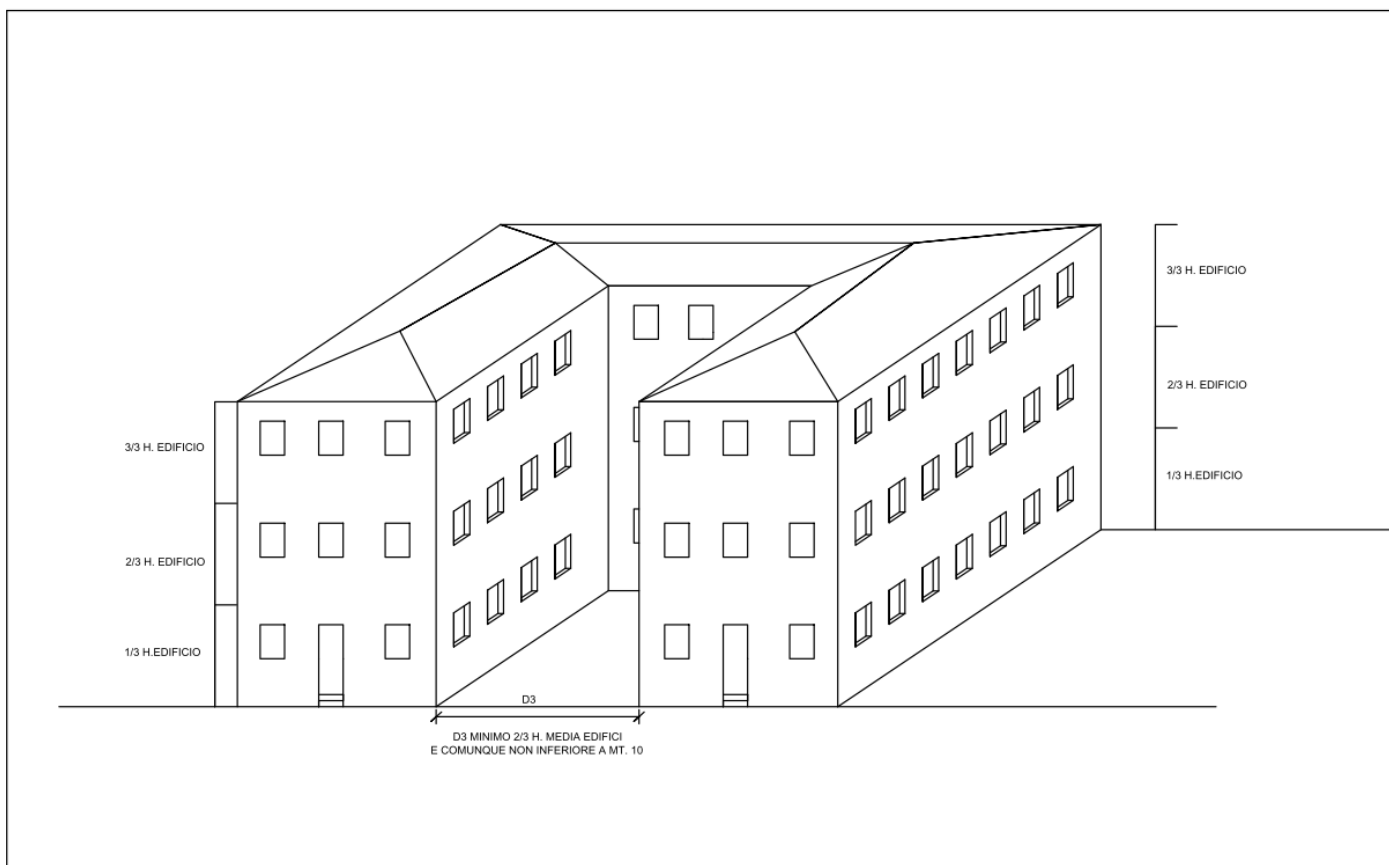 3/3 H. EDIFICIO
2/3 H. EDIFICIO
1/3 H.EDIFICIO
3/3 H. EDIFICIO
2/3 H. EDIFICIO
1/3 H.EDIFICIO
D3
D3 MINIMO 2/3 H. MEDIA EDIFICI
E COMUNQUE NON INFERIORE A MT. 10